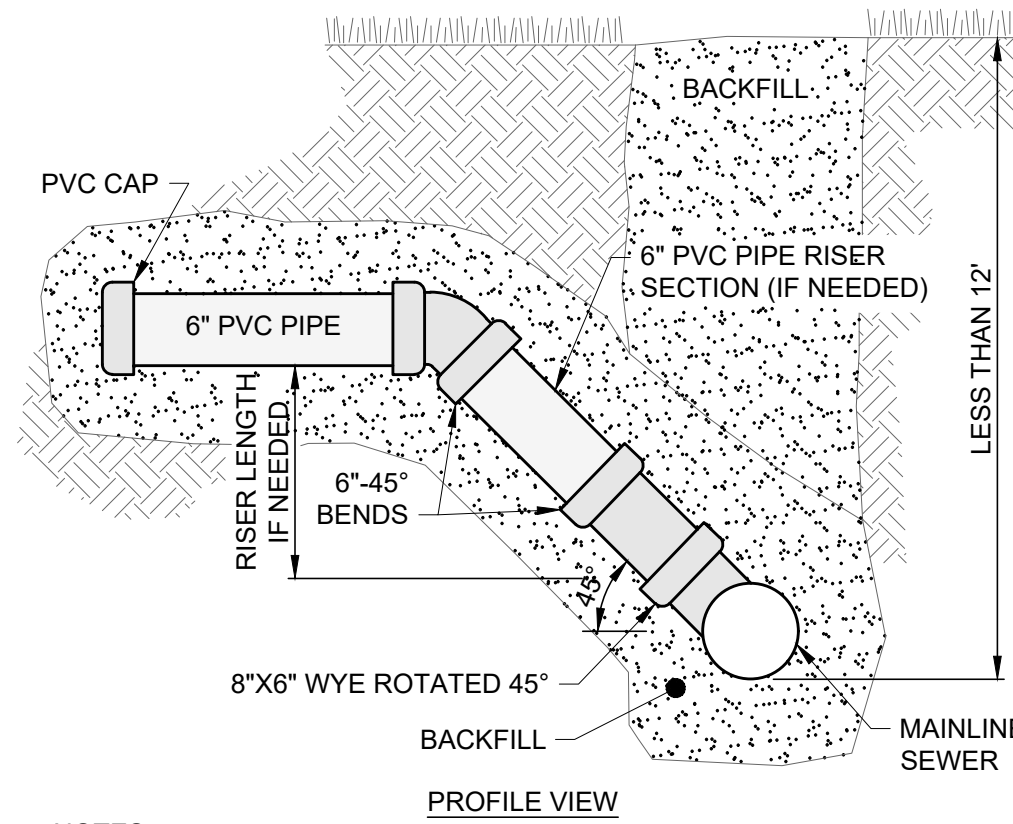 BACKFILL
PVC CAP
6" PVC PIPE RISER
SECTION (IF NEEDED)
6" PVC PIPE
LESS THAN 12'
RISER LENGTH
IF NEEDED
6"-45°
BENDS
45°
8"X6" WYE ROTATED 45°
BACKFILL
MAINLINE
SEWER
PROFILE VIEW